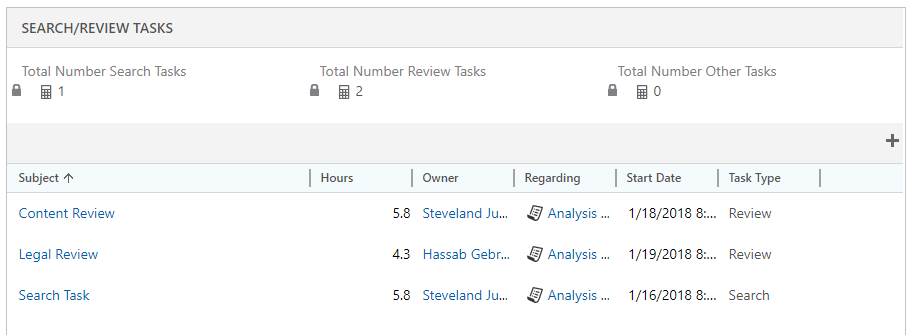 SEARCH/REVIEW TASKS
Total Number Search Tasks Total Number Review Tasks Total Number Other Tasks
1 2 0
Subject Hours Owner Regarding Start Date Task Type
Content Review 5.8 Steveland Ju... Analysis ... 1/18/2018 8:... Review
Legal Review 4.3 Hassab Gebr... Analysis ... 1/19/2018 8:... Review
Search Task 5.8 Steveland Ju... Analysis ... 1/16/2018 8:... Search